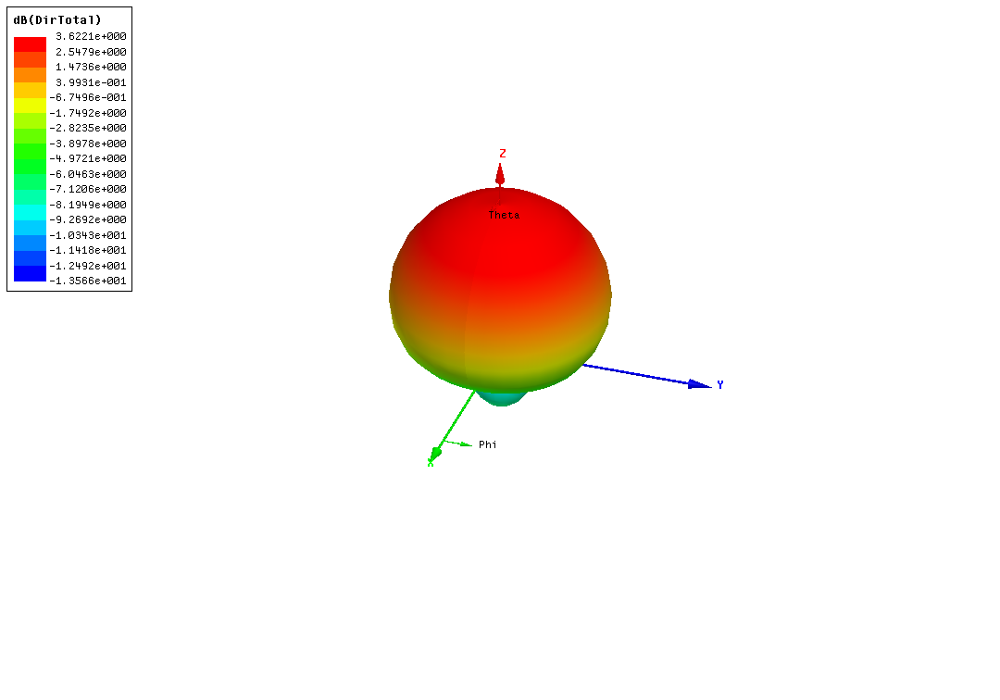 dB(DirTotal)
3.6221e+000
2.5479e+000
1.4736e+000
3.9931e-001
-6.7496e-001
-1.7492e+000
-2.8235e+000
-3.8978e+000
-4.9721e+000
-6.0463e+000
-7.1206e+000
-8.1949e+000
-9.2692e+000
-1.0343e+001
-1.1418e+001
-1.2492e+001
-1.3566e+001
Z
Theta
Y
Phi
X